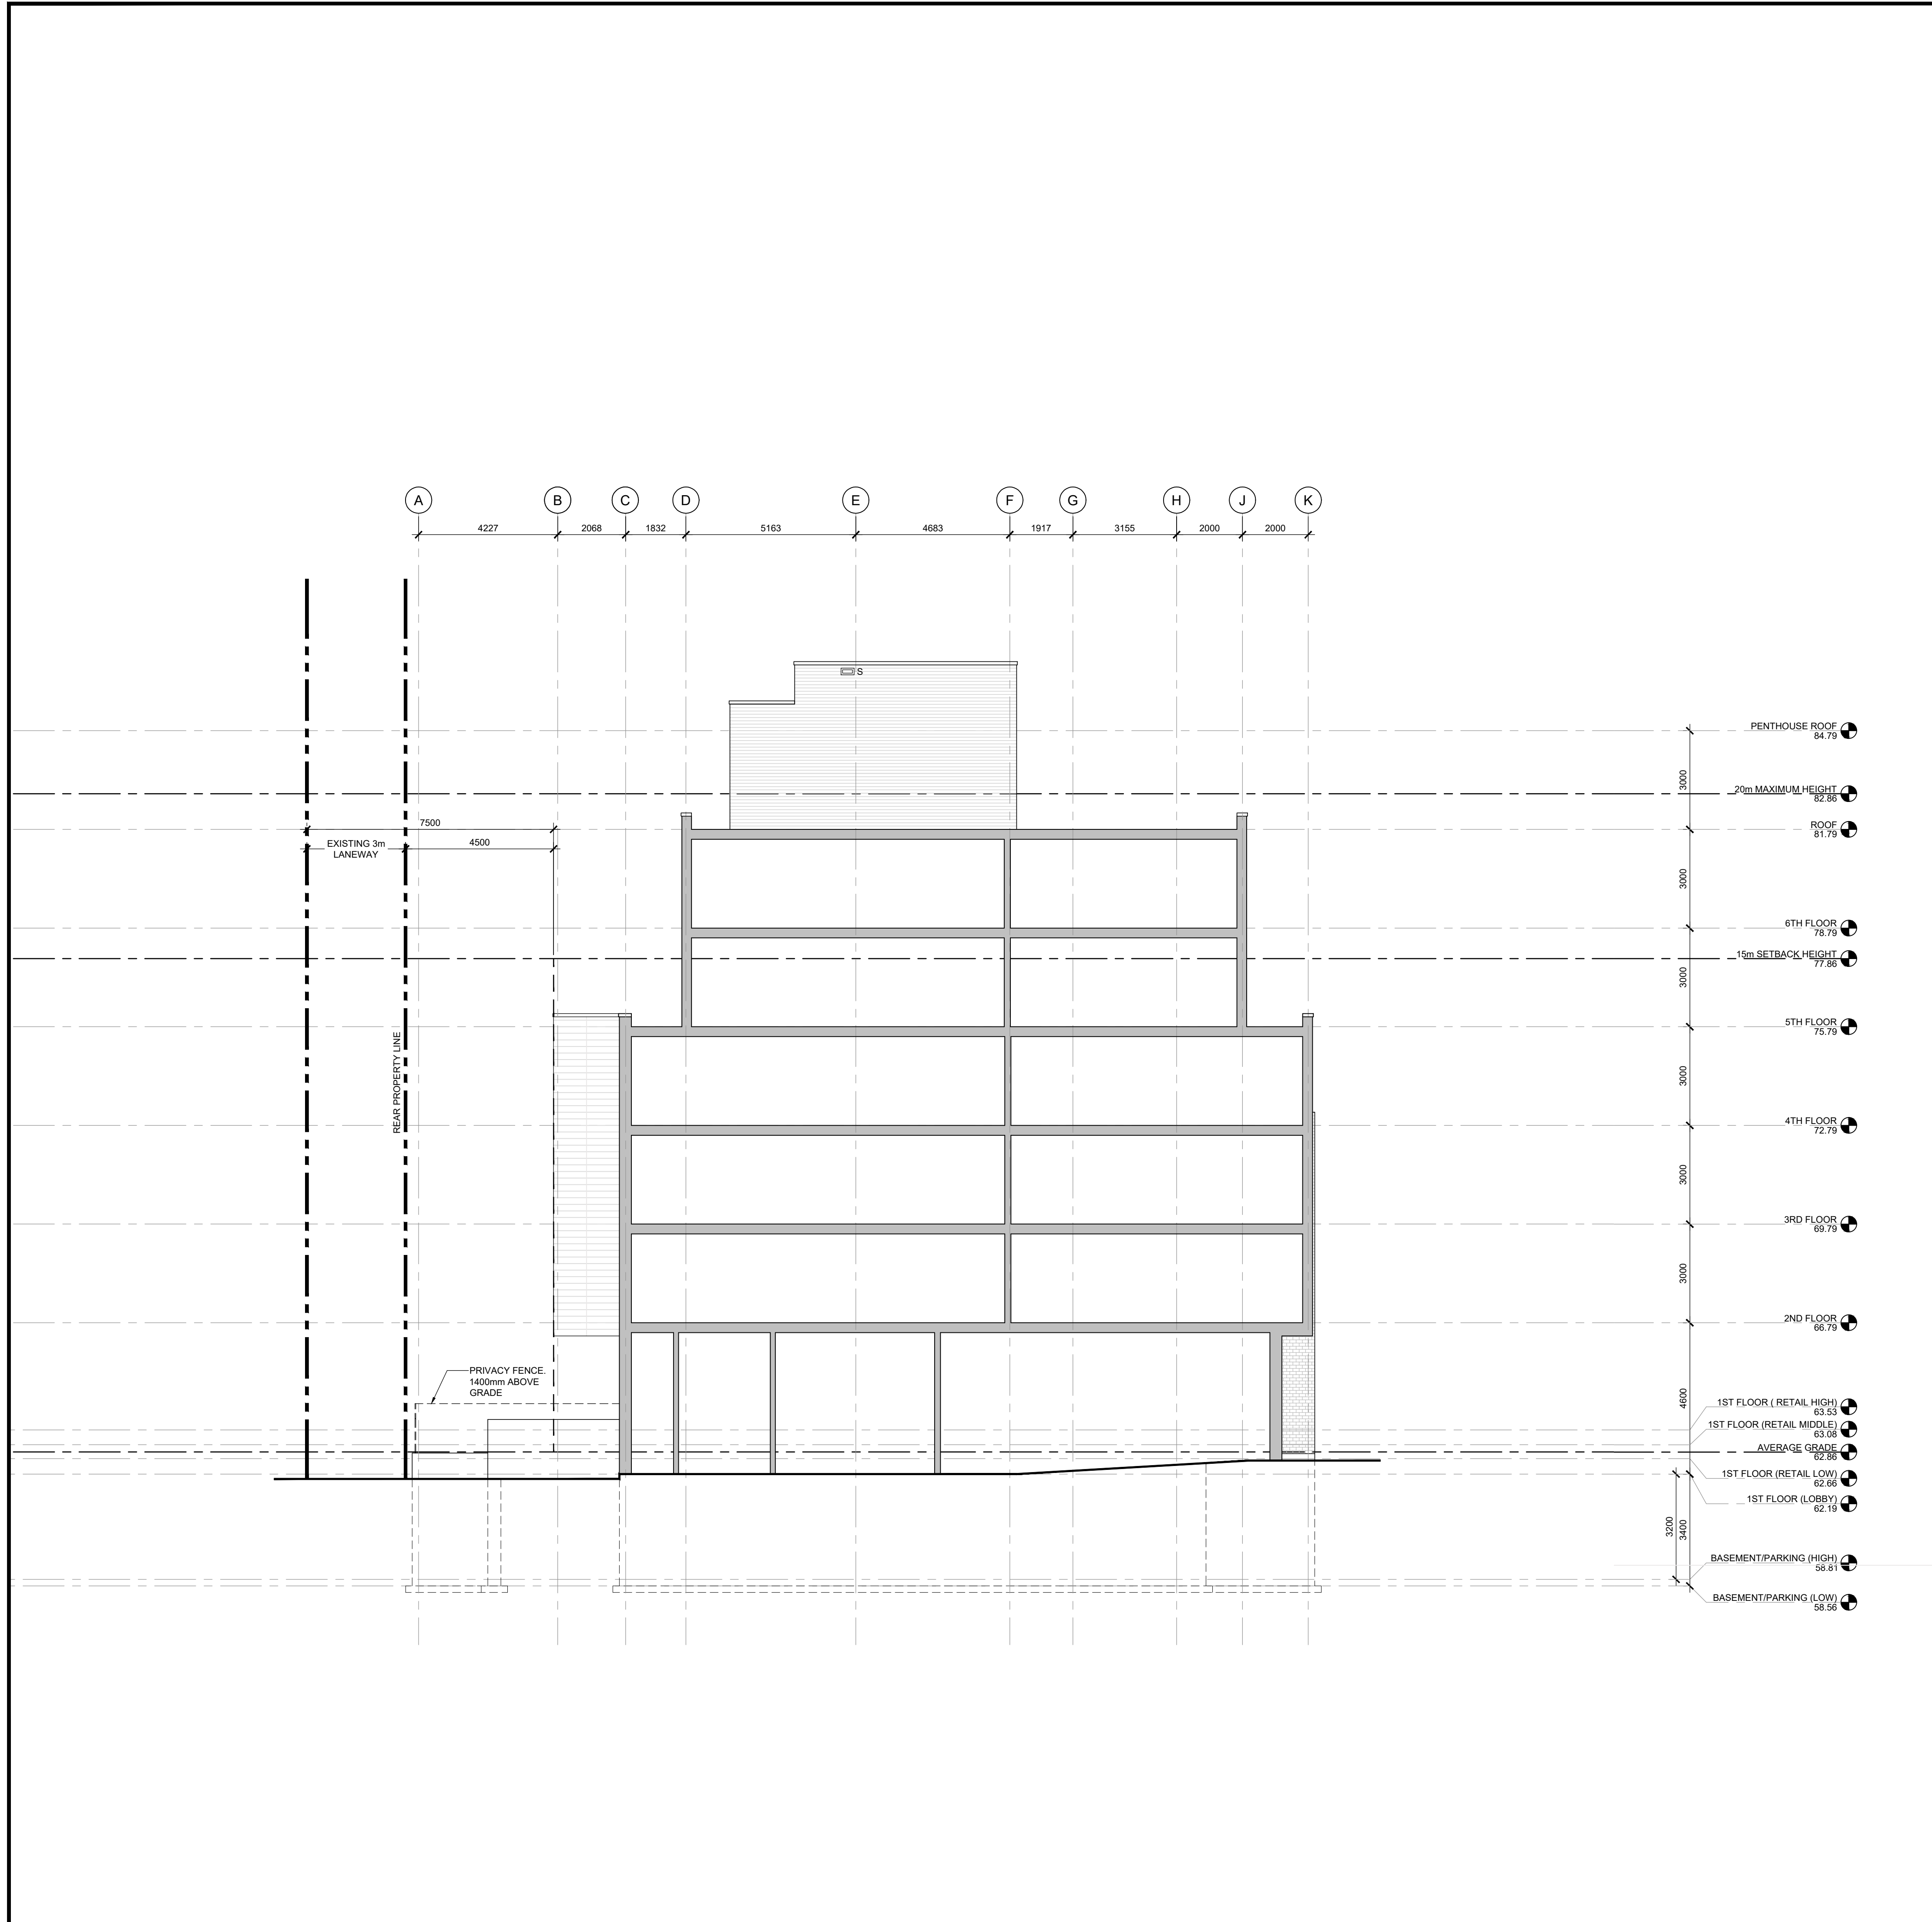 A B C D E F G H J K
4227 2068 1832 5163 4683 1917 3155 2000 2000
S
PENTHOUSE ROOF
84.79
3000
20m MAXIMUM HEIGHT
82.86
7500
ROOF
81.79
EXISTING 3m
LANEWAY
4500
3000
6TH FLOOR
78.79
15m SETBACK HEIGHT
77.86
3000
5TH FLOOR
75.79
REAR PROPERTY LINE
3000
4TH FLOOR
72.79
3000
3RD FLOOR
69.79
3000
2ND FLOOR
66.79
PRIVACY FENCE.
1400mm ABOVE
GRADE
4600
1ST FLOOR ( RETAIL HIGH)
63.53
1ST FLOOR (RETAIL MIDDLE)
63.08
AVERAGE GRADE
62.86
1ST FLOOR (RETAIL LOW)
62.66
1ST FLOOR (LOBBY)
62.19
3200
3400
BASEMENT/PARKING (HIGH)
58.81
BASEMENT/PARKING (LOW)
58.56